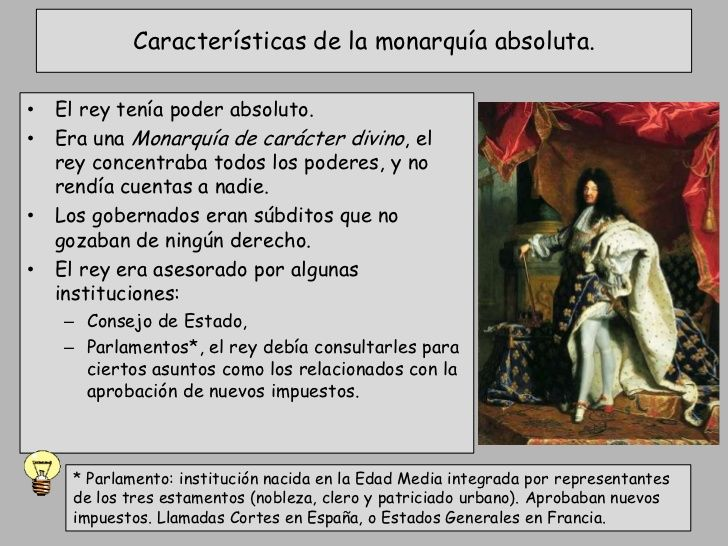 Características de la monarquía absoluta.
• El rey tenía poder absoluto.
• Era una Monarquía de carácter divino, el
rey concentraba todos los poderes, y no
rendía cuentas a nadie.
• Los gobernados eran súbditos que no
gozaban de ningún derecho.
• El rey era asesorado por algunas
instituciones:
– Consejo de Estado,
– Parlamentos*, el rey debía consultarles para
ciertos asuntos como los relacionados con la
aprobación de nuevos impuestos.
* Parlamento: institución nacida en la Edad Media integrada por representantes
de los tres estamentos (nobleza, clero y patriciado urbano). Aprobaban nuevos
impuestos. Llamadas Cortes en España, o Estados Generales en Francia.